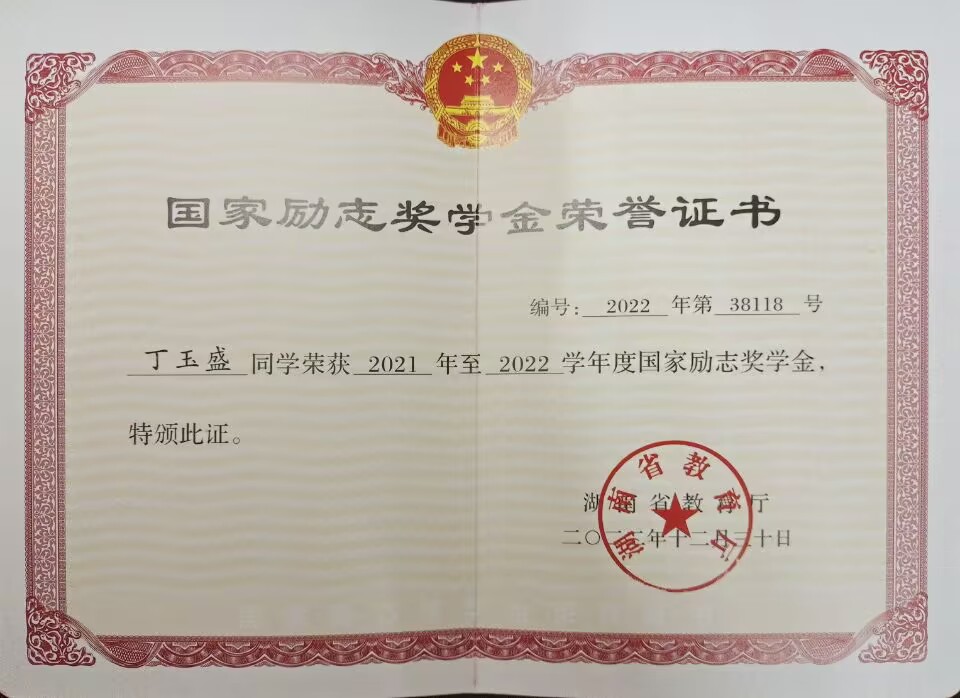 国家励志奖学金荣誉证书
编号: 2022 年第 38118 号
丁玉盛 同学荣获 2021 年至 2022 学年度国家励志奖学金,
特颁此证。
湖南省教育厅
二〇二二年十二月三十日
湖南省教育厅